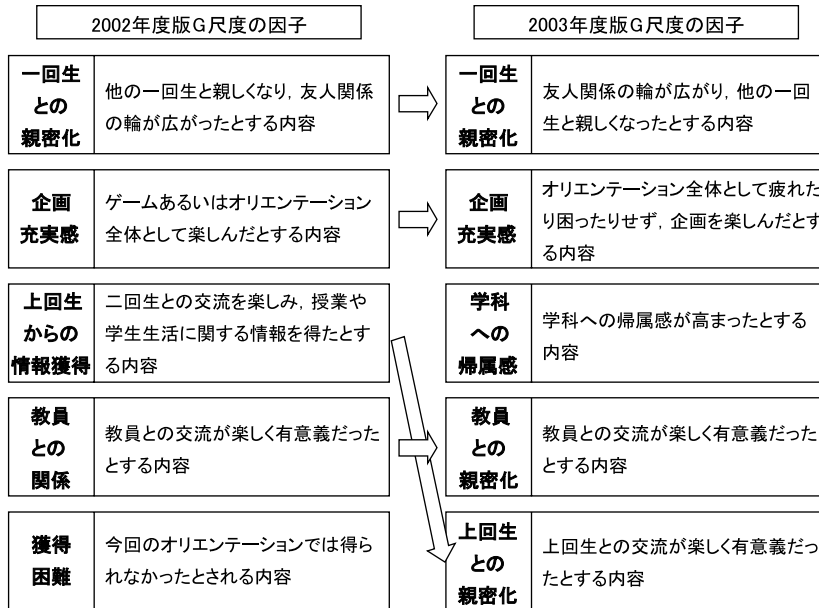 2002年度版G尺度の因子
一回生
との
親密化
他の一回生と親しくなり，友人関係
の輪が広がったとする内容
企画
充実感
ゲームあるいはオリエンテーション
全体として楽しんだとする内容
上回生
からの
情報獲得
二回生との交流を楽しみ，授業や
学生生活に関する情報を得たとす
る内容
教員
との
関係
教員との交流が楽しく有意義だった
とする内容
獲得
困難
今回のオリエンテーションでは得ら
れなかったとされる内容
2003年度版G尺度の因子
一回生
との
親密化
友人関係の輪が広がり，他の一回
生と親しくなったとする内容
企画
充実感
オリエンテーション全体として疲れた
り困ったりせず，企画を楽しんだとす
る内容
学科
への
帰属感
学科への帰属感が高まったとする
内容
教員
との
親密化
教員との交流が楽しく有意義だった
とする内容
上回生
との
親密化
上回生との交流が楽しく有意義だっ
たとする内容